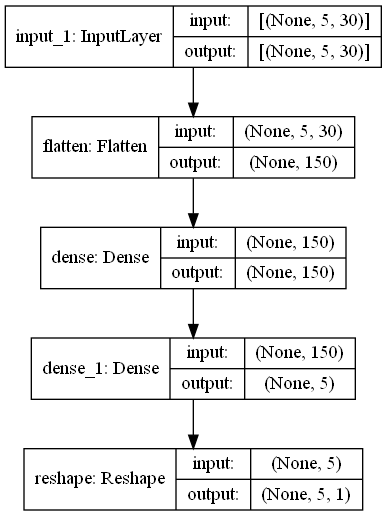 input_1: InputLayer
input:
[(None, 5, 30)]
output:
[(None, 5, 30)]
flatten: Flatten
input:
(None, 5, 30)
output:
(None, 150)
dense: Dense
input:
(None, 150)
output:
(None, 150)
dense_1: Dense
input:
(None, 150)
output:
(None, 5)
reshape: Reshape
input:
(None, 5)
output:
(None, 5, 1)